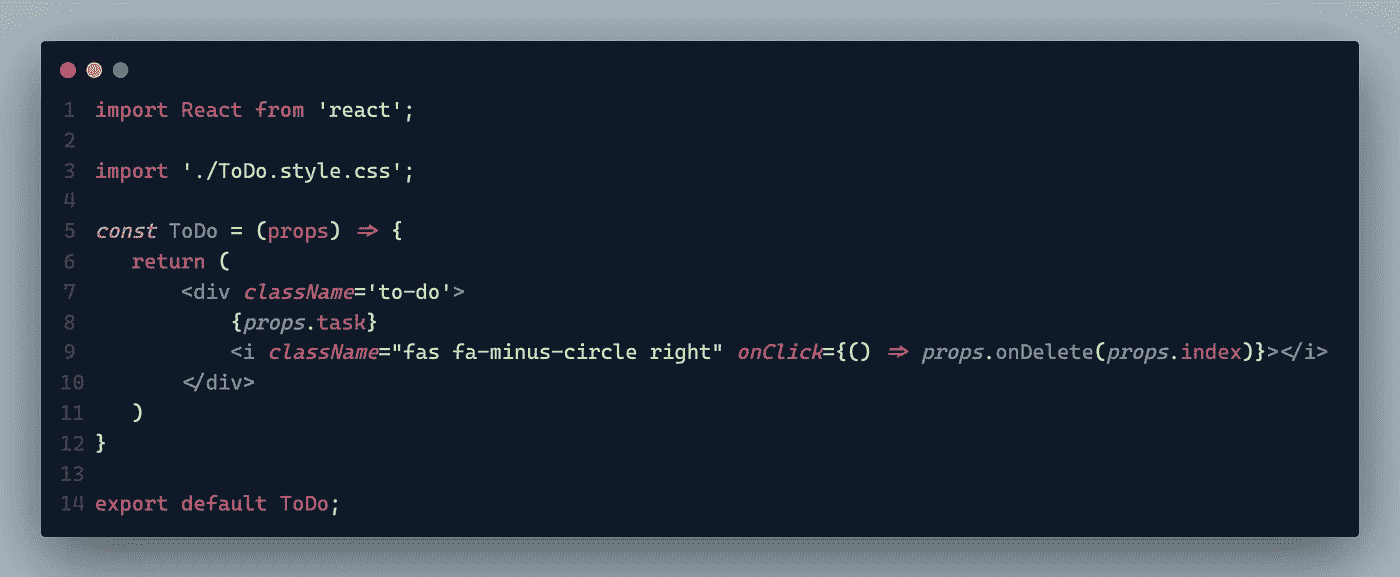 1 import React from 'react';
2
3 import './ToDo.style.css';
4
5 const ToDo = (props) => {
6    return (
7        <div className='to-do'>
8            {props.task}
9            <i className="fas fa-minus-circle right" onClick={() => props.onDelete(props.index)}></i>
10        </div>
11    )
12 }
13
14 export default ToDo;